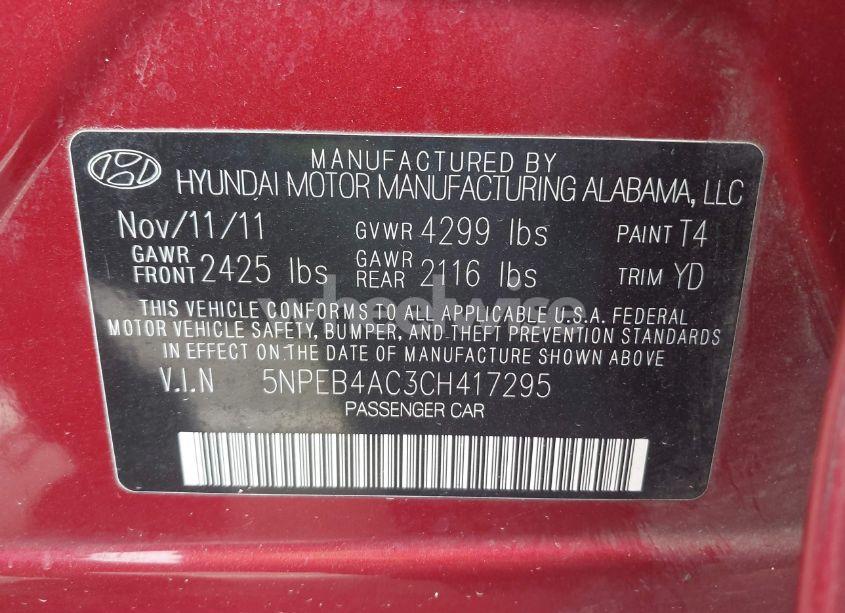 MANUFACTURED BY
HYUNDAI MOTOR MANUFACTURING ALABAMA, LLC
Nov/11/11 GVWR 4299 lbs PAINT T4
GAWR FRONT 2425 lbs GAWR REAR 2116 lbs TRIM YD
THIS VEHICLE CONFORMS TO ALL APPLICABLE U.S.A. FEDERAL
MOTOR VEHICLE SAFETY, BUMPER, AND THEFT PREVENTION STANDARDS
IN EFFECT ON THE DATE OF MANUFACTURE SHOWN ABOVE
V.I.N 5NPEB4AC3CH417295
PASSENGER CAR
wheelwise